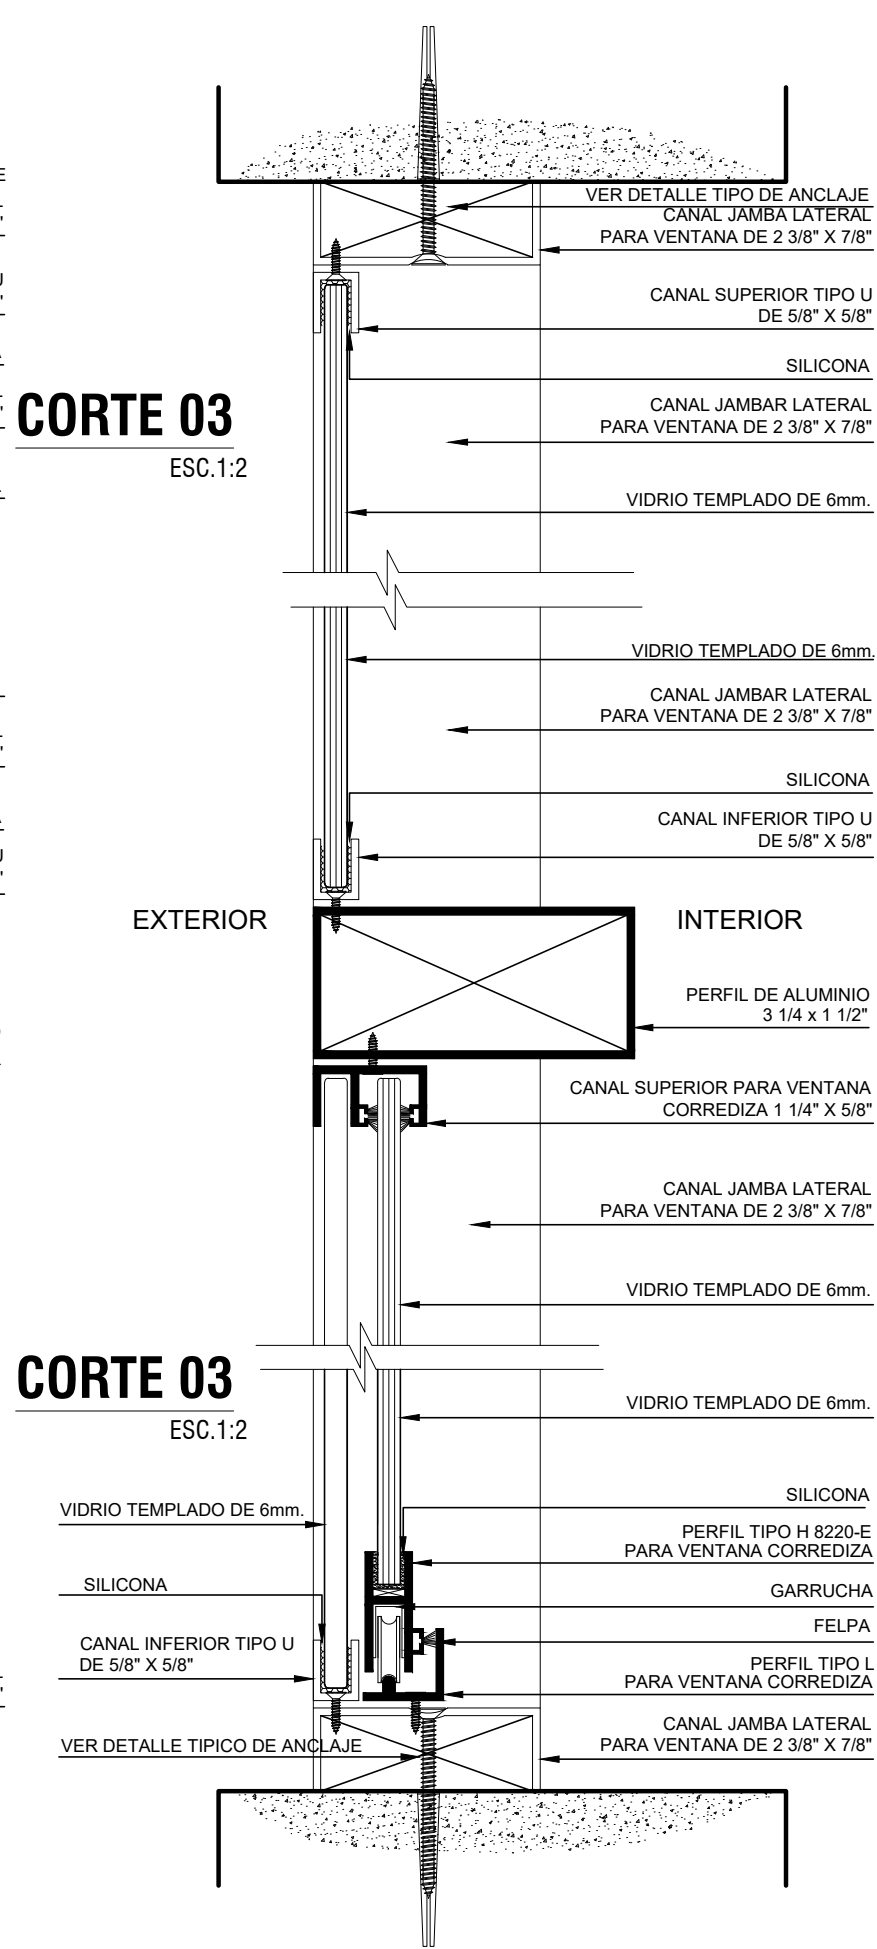 VER DETALLE TIPO DE ANCLAJE
CANAL JAMBA LATERAL
PARA VENTANA DE 2 3/8" X 7/8"
CANAL SUPERIOR TIPO U
DE 5/8" X 5/8"
SILICONA
CORTE 03
ESC.1:2
CANAL JAMBAR LATERAL
PARA VENTANA DE 2 3/8" X 7/8"
VIDRIO TEMPLADO DE 6mm.
VIDRIO TEMPLADO DE 6mm.
CANAL JAMBAR LATERAL
PARA VENTANA DE 2 3/8" X 7/8"
SILICONA
CANAL INFERIOR TIPO U
DE 5/8" X 5/8"
EXTERIOR
INTERIOR
PERFIL DE ALUMINIO
3 1/4 x 1 1/2"
CANAL SUPERIOR PARA VENTANA
CORREDIZA 1 1/4" X 5/8"
CANAL JAMBA LATERAL
PARA VENTANA DE 2 3/8" X 7/8"
VIDRIO TEMPLADO DE 6mm.
CORTE 03
ESC.1:2
VIDRIO TEMPLADO DE 6mm.
VIDRIO TEMPLADO DE 6mm.
SILICONA
CANAL INFERIOR TIPO U
DE 5/8" X 5/8"
VER DETALLE TIPICO DE ANCLAJE
SILICONA
PERFIL TIPO H 8220-E
PARA VENTANA CORREDIZA
GARRUCHA
FELPA
PERFIL TIPO L
PARA VENTANA CORREDIZA
CANAL JAMBA LATERAL
PARA VENTANA DE 2 3/8" X 7/8"